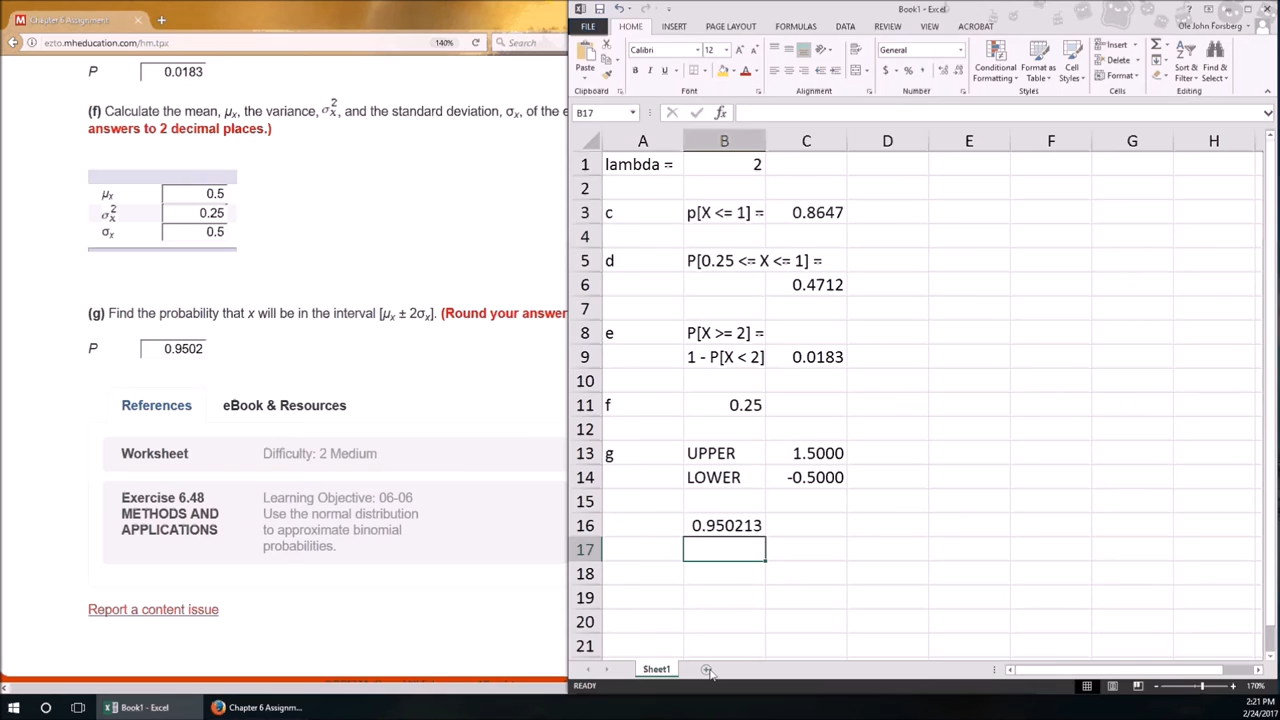 Chapter 6 Assignment
ezto.mheducation.com/hm.tpx
140%
Search
P 0.0183
(f) Calculate the mean, μx, the variance, σx2, and the standard deviation, σx, of the e
answers to 2 decimal places.)
μx 0.5
σx2 0.25
σx 0.5
(g) Find the probability that x will be in the interval [μx ± 2σx]. (Round your answer
P 0.9502
References eBook & Resources
Worksheet Difficulty: 2 Medium
Exercise 6.48 METHODS AND APPLICATIONS
Learning Objective: 06-06 Use the normal distribution to approximate binomial probabilities.
Report a content issue
Book1 - Excel
FILE HOME INSERT PAGE LAYOUT FORMULAS DATA REVIEW VIEW ACROBAT Ole John Forsberg
Calibri 12 General
Paste
Conditional Formatting
Format as Table
Cell Styles
Insert
Delete
Format
Sort & Filter
Find & Select
Clipboard Font Alignment Number Styles Cells Editing
B17 fx
A B C D E F G H
1 lambda = 2
2
3 c p[X <= 1] = 0.8647
4
5 d P[0.25 <= X <= 1] =
6 0.4712
7
8 e P[X >= 2] =
9 1 - P[X < 2] 0.0183
10
11 f 0.25
12
13 g UPPER 1.5000
14 LOWER -0.5000
15
16 0.950213
17
18
19
20
21
Sheet1
READY 170%
Book1 - Excel Chapter 6 Assignm...
2:21 PM
2/24/2017